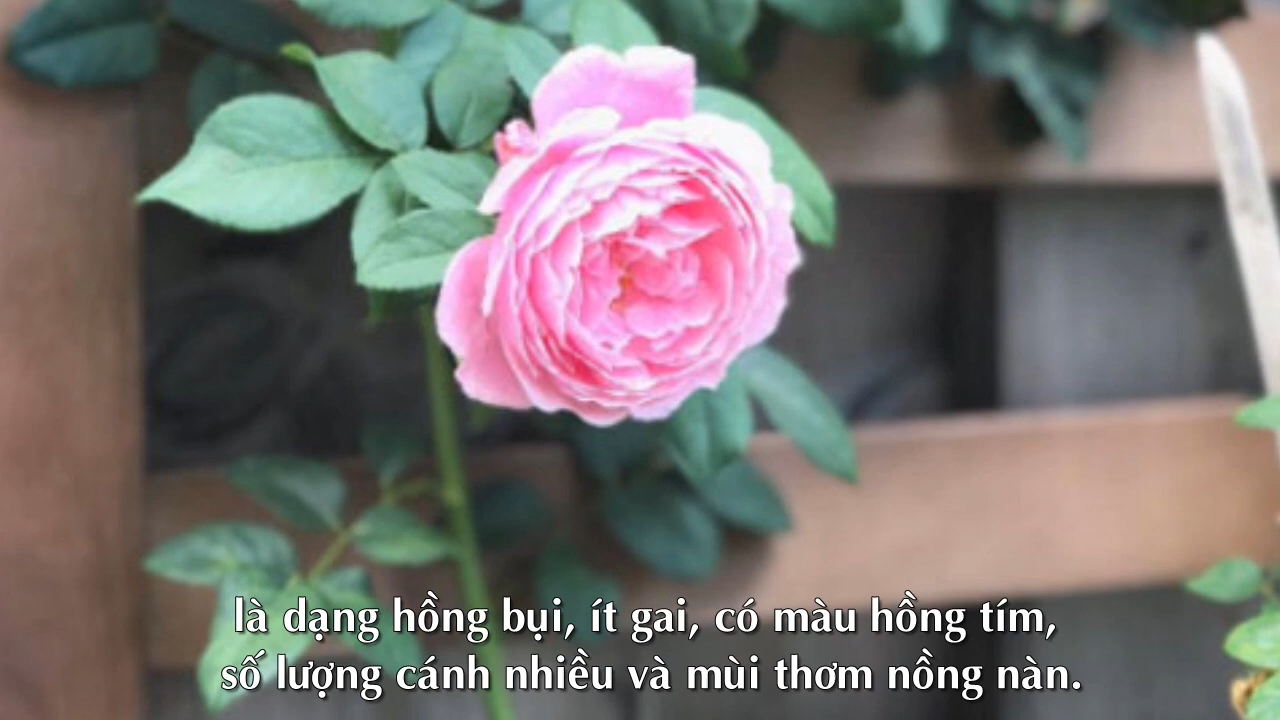 là dạng hồng bụi, ít gai, có màu hồng tím,
số lượng cánh nhiều và mùi thơm nồng nàn.